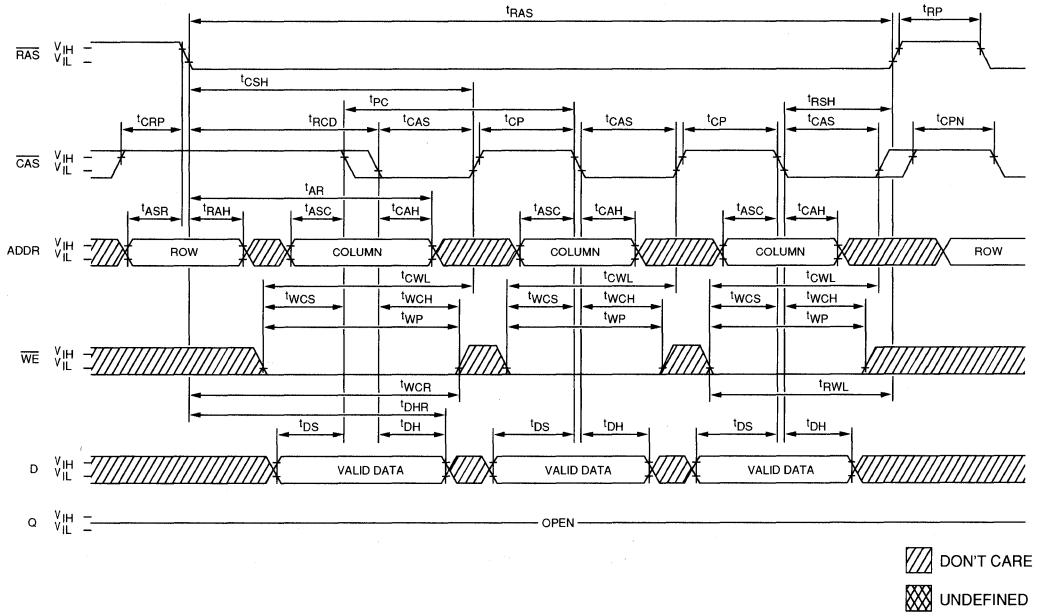 tRAS
tRP
RAS VIH
VIL
tCSH
tPC
tRSH
tCRP
tRCD
tCAS
tCP
tCAS
tCP
tCAS
tCPN
CAS VIH
VIL
tAR
tASR
tRAH
tASC
tCAH
tASC
tCAH
tASC
tCAH
ADDR VIH
VIL
ROW
COLUMN
COLUMN
COLUMN
ROW
tCWL
tCWL
tCWL
tWCS
tWCH
tWCS
tWCH
tWCS
tWCH
tWP
tWP
tWP
WE VIH
VIL
tWCR
tRWL
tDHR
tDS
tDH
tDS
tDH
tDS
tDH
D VIH
VIL
VALID DATA
VALID DATA
VALID DATA
Q VIH
VIL
OPEN
DON'T CARE
UNDEFINED